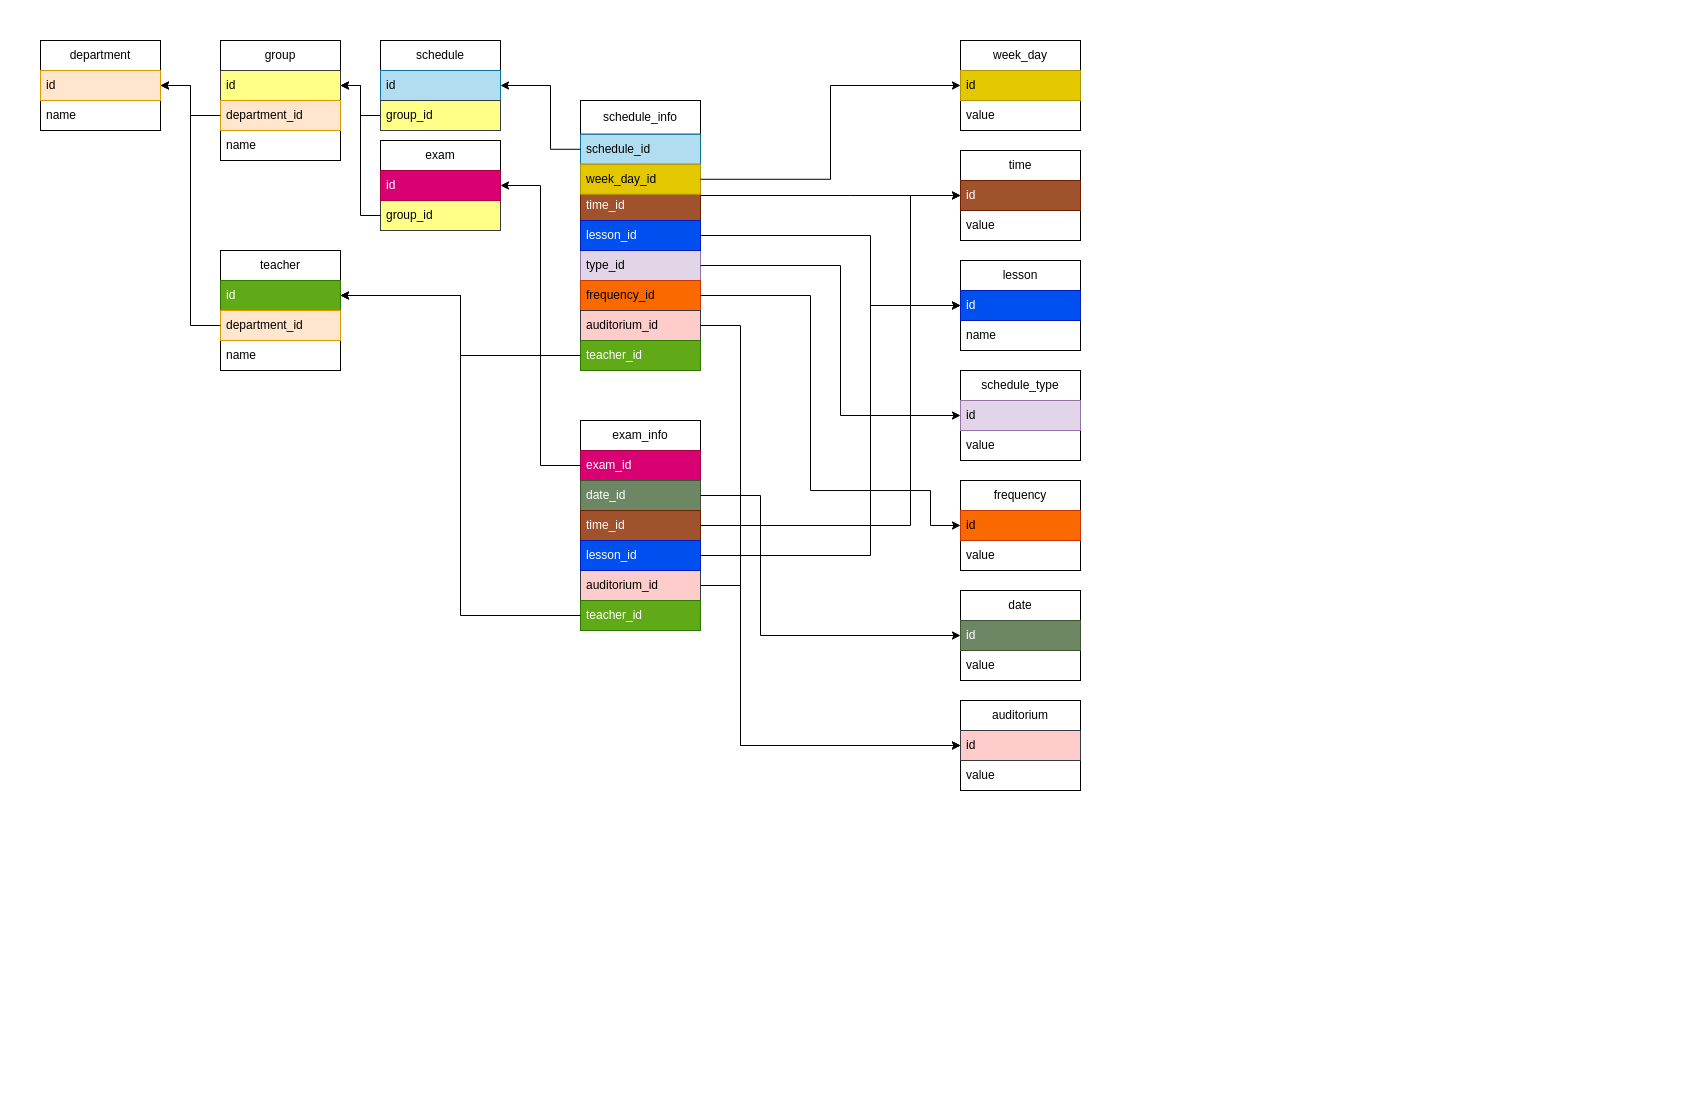 department
id
name
group
id
department_id
name
schedule
id
group_id
exam
id
group_id
teacher
id
department_id
name
schedule_info
schedule_id
week_day_id
time_id
lesson_id
type_id
frequency_id
auditorium_id
teacher_id
exam_info
exam_id
date_id
time_id
lesson_id
auditorium_id
teacher_id
week_day
id
value
time
id
value
lesson
id
name
schedule_type
id
value
frequency
id
value
date
id
value
auditorium
id
value